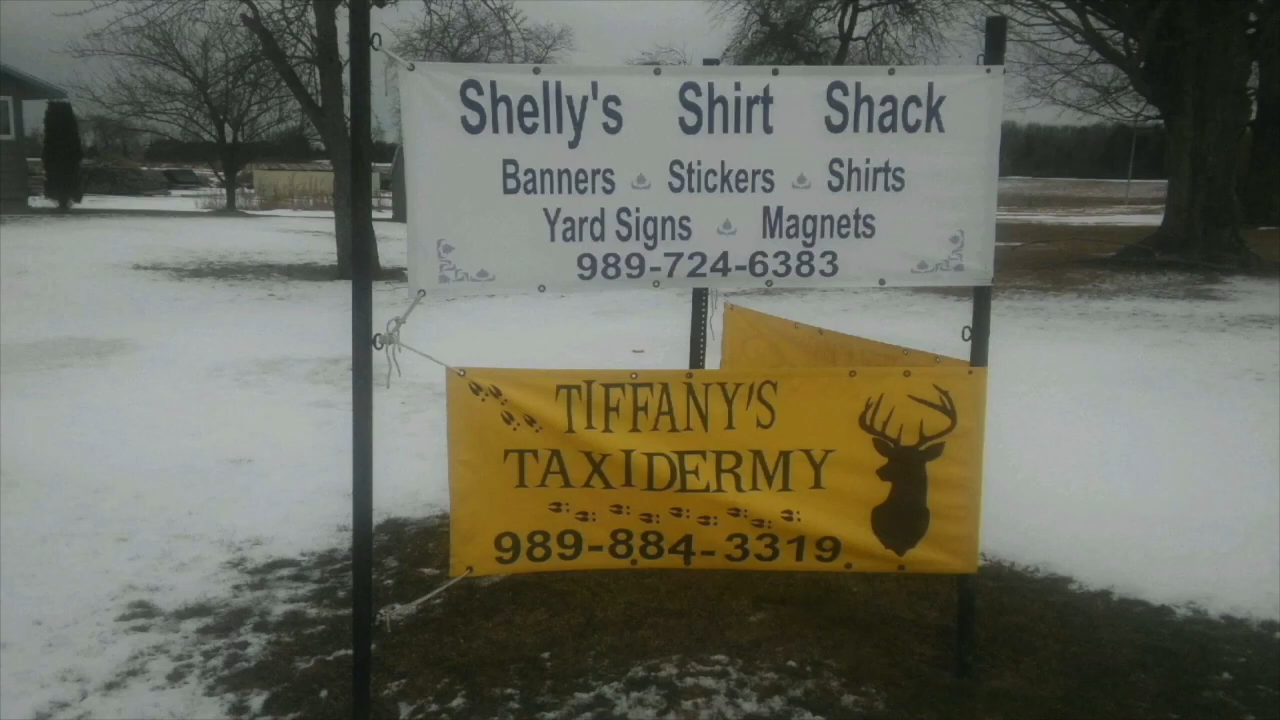 Shelly's Shirt Shack
Banners Stickers Shirts
Yard Signs Magnets
989-724-6383
TIFFANY'S
TAXIDERMY
989-884-3319